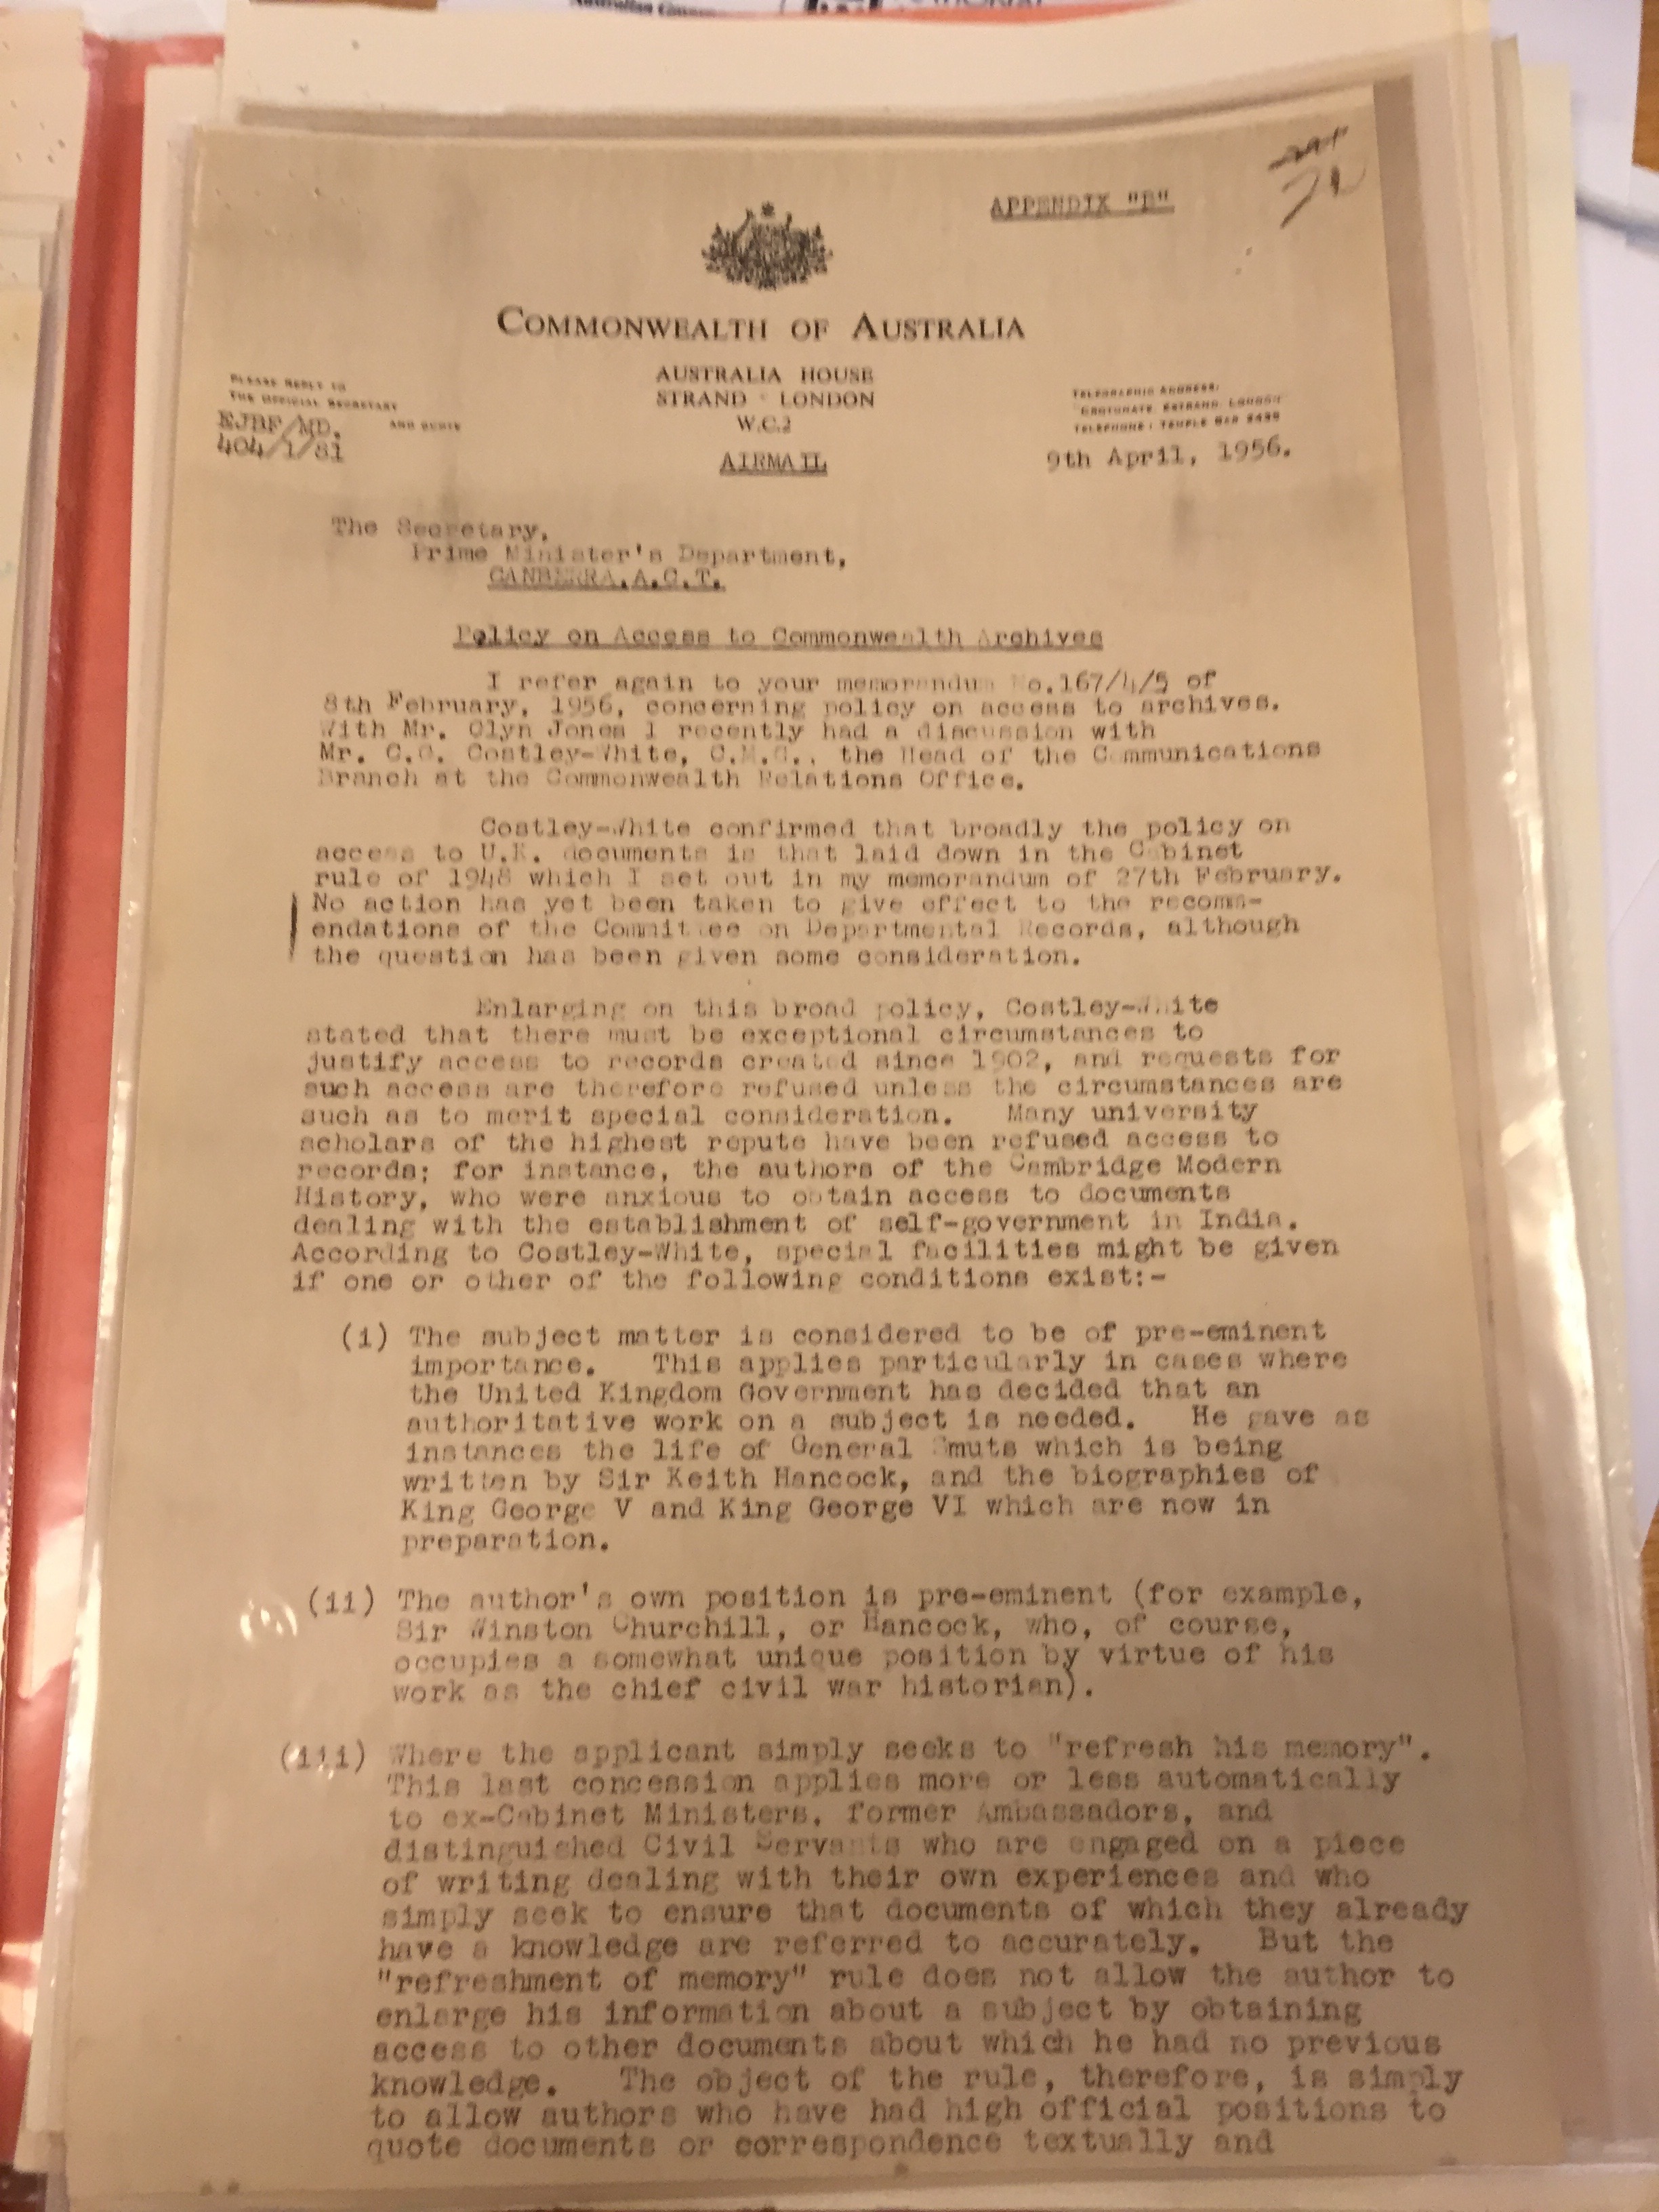 Australian
APPENDIX "B"
71
COMMONWEALTH OF AUSTRALIA
AUSTRALIA HOUSE
STRAND · LONDON
W.C.2
PLEASE REPLY TO
THE OFFICIAL SECRETARY
AND QUOTE
EJBF/MD.
404/1/81
TELEGRAPHIC ADDRESS:
"CROTONATE, ESTRAND, LONDON"
TELEPHONE: TEMPLE BAR 2435
AIRMAIL
9th April, 1956.
The Secretary,
Prime Minister's Department,
CANBERRA. A.C.T.
Policy on Access to Commonwealth Archives
I refer again to your memorandum No.167/4/5 of
8th February, 1956, concerning policy on access to archives.
With Mr. Glyn Jones I recently had a discussion with
Mr. C.G. Costley-White, C.M.G., the Head of the Communications
Branch at the Commonwealth Relations Office.
Costley-White confirmed that broadly the policy on
access to U.K. documents is that laid down in the Cabinet
rule of 1948 which I set out in my memorandum of 27th February.
No action has yet been taken to give effect to the recomm-
endations of the Committee on Departmental Records, although
the question has been given some consideration.
Enlarging on this broad policy, Costley-White
stated that there must be exceptional circumstances to
justify access to records created since 1902, and requests for
such access are therefore refused unless the circumstances are
such as to merit special consideration. Many university
scholars of the highest repute have been refused access to
records; for instance, the authors of the Cambridge Modern
History, who were anxious to obtain access to documents
dealing with the establishment of self-government in India.
According to Costley-White, special facilities might be given
if one or other of the following conditions exist:-
(i) The subject matter is considered to be of pre-eminent
importance. This applies particularly in cases where
the United Kingdom Government has decided that an
authoritative work on a subject is needed. He gave as
instances the life of General Smuts which is being
written by Sir Keith Hancock, and the biographies of
King George V and King George VI which are now in
preparation.
(ii) The author's own position is pre-eminent (for example,
Sir Winston Churchill, or Hancock, who, of course,
occupies a somewhat unique position by virtue of his
work as the chief civil war historian).
(iii) Where the applicant simply seeks to "refresh his memory".
This last concession applies more or less automatically
to ex-Cabinet Ministers, former Ambassadors, and
distinguished Civil Servants who are engaged on a piece
of writing dealing with their own experiences and who
simply seek to ensure that documents of which they already
have a knowledge are referred to accurately. But the
"refreshment of memory" rule does not allow the author to
enlarge his information about a subject by obtaining
access to other documents about which he had no previous
knowledge. The object of the rule, therefore, is simply
to allow authors who have had high official positions to
quote documents or correspondence textually and